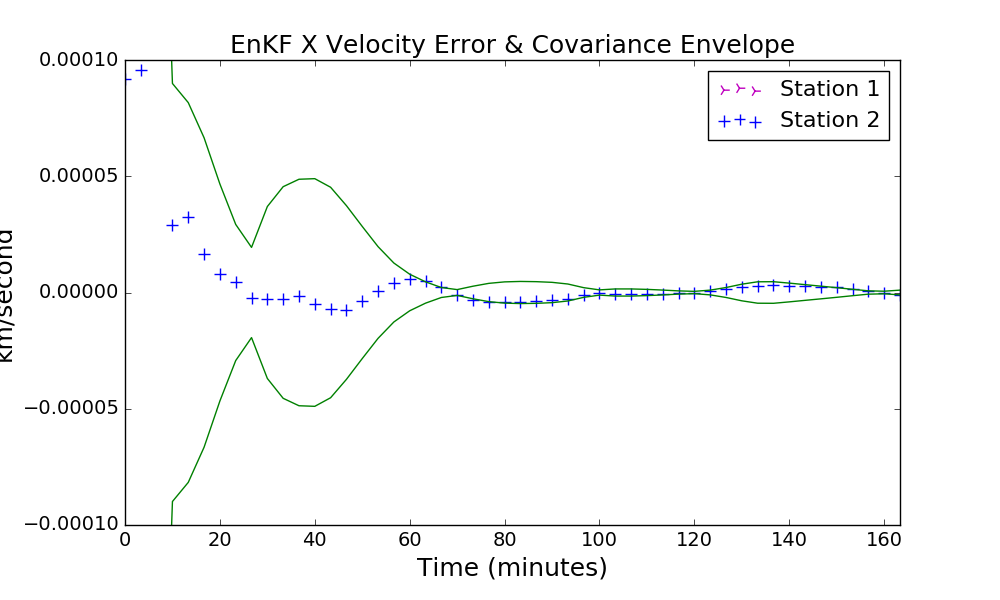 EnKF X Velocity Error & Covariance Envelope
0.00010
0.00005
0.00000
−0.00005
−0.00010
km/second
Station 1
Station 2
0 20 40 60 80 100 120 140 160
Time (minutes)